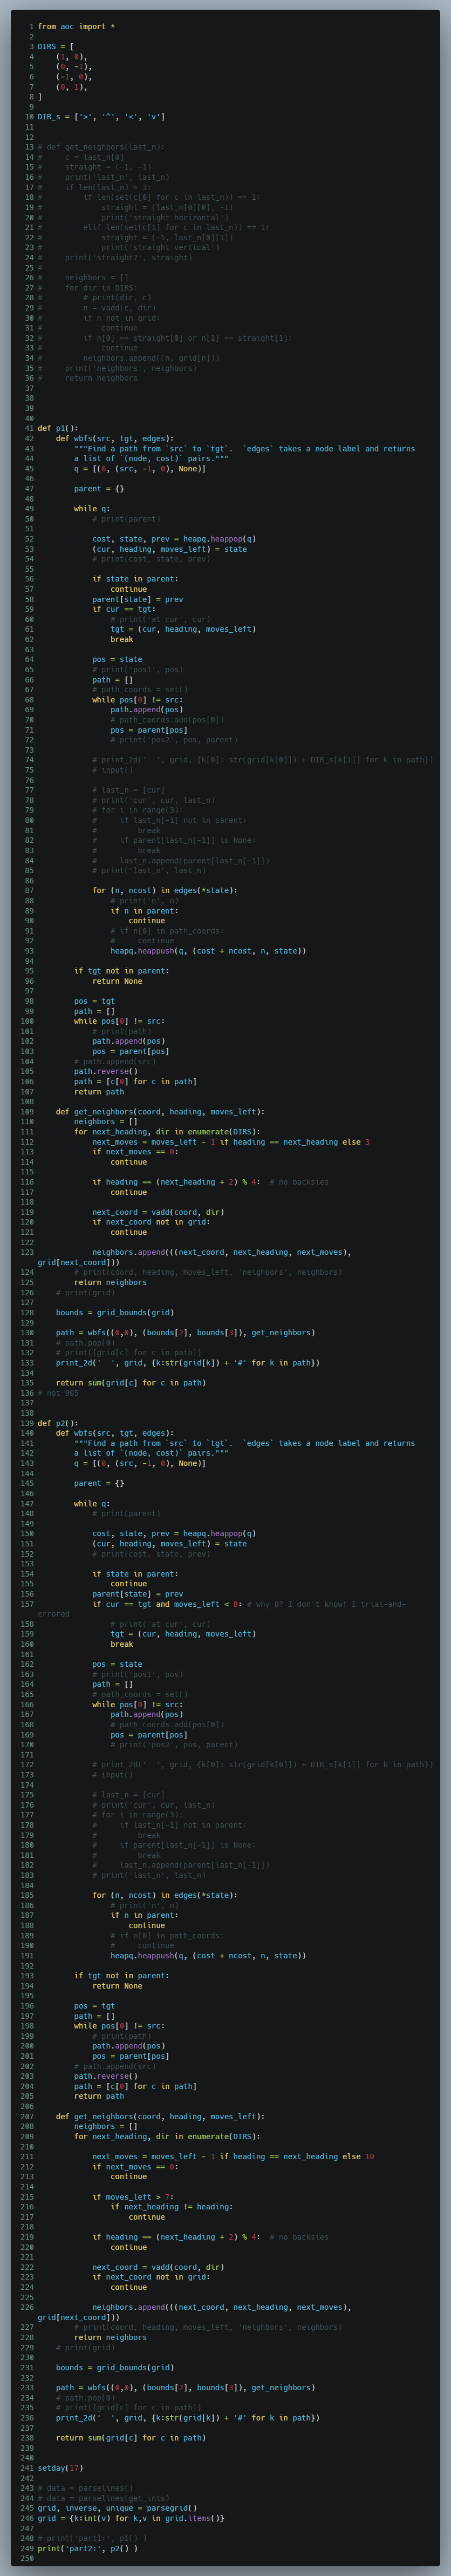 1 from aoc import *
2
3 DIRS = [
4     (1, 0),
5     (0, -1),
6     (-1, 0),
7     (0, 1),
8 ]
9
10 DIR_s = ['>', '^', '<', 'v']
11
12
13 # def get_neighbors(last_n):
14 #     c = last_n[0]
15 #     straight = (-1, -1)
16 #     print('last_n', last_n)
17 #     if len(last_n) > 3:
18 #         if len(set(c[0] for c in last_n)) == 1:
19 #             straight = (last_n[0][0], -1)
20 #             print('straight horizontal')
21 #         elif len(set(c[1] for c in last_n)) == 1:
22 #             straight = (-1, last_n[0][1])
23 #             print('straight vertical')
24 #     print('straight?', straight)
25 #
26 #     neighbors = []
27 #     for dir in DIRS:
28 #         # print(dir, c)
29 #         n = vadd(c, dir)
30 #         if n not in grid:
31 #             continue
32 #         if n[0] == straight[0] or n[1] == straight[1]:
33 #             continue
34 #         neighbors.append((n, grid[n]))
35 #     print('neighbors', neighbors)
36 #     return neighbors
37
38
39
40
41 def p1():
42     def wbfs(src, tgt, edges):
43         """Find a path from `src` to `tgt`.  `edges` takes a node label and returns
44         a list of `(node, cost)` pairs."""
45         q = [(0, (src, -1, 0), None)]
46
47         parent = {}
48
49         while q:
50             # print(parent)
51
52             cost, state, prev = heapq.heappop(q)
53             (cur, heading, moves_left) = state
54             # print(cost, state, prev)
55
56             if state in parent:
57                 continue
58             parent[state] = prev
59             if cur == tgt:
60                 # print('at cur', cur)
61                 tgt = (cur, heading, moves_left)
62                 break
63
64             pos = state
65             # print('pos1', pos)
66             path = []
67             # path_coords = set()
68             while pos[0] != src:
69                 path.append(pos)
70                 # path_coords.add(pos[0])
71                 pos = parent[pos]
72                 # print('pos2', pos, parent)
73
74             # print_2d('  ', grid, {k[0]: str(grid[k[0]]) + DIR_s[k[1]] for k in path})
75             # input()
76
77             # last_n = [cur]
78             # print('cur', cur, last_n)
79             # for i in range(3):
80             #     if last_n[-1] not in parent:
81             #         break
82             #     if parent[last_n[-1]] is None:
83             #         break
84             #     last_n.append(parent[last_n[-1]])
85             # print('last_n', last_n)
86
87             for (n, ncost) in edges(*state):
88                 # print('n', n)
89                 if n in parent:
90                     continue
91                 # if n[0] in path_coords:
92                 #     continue
93                 heapq.heappush(q, (cost + ncost, n, state))
94
95         if tgt not in parent:
96             return None
97
98         pos = tgt
99         path = []
100         while pos[0] != src:
101             # print(path)
102             path.append(pos)
103             pos = parent[pos]
104         # path.append(src)
105         path.reverse()
106         path = [c[0] for c in path]
107         return path
108
109     def get_neighbors(coord, heading, moves_left):
110         neighbors = []
111         for next_heading, dir in enumerate(DIRS):
112             next_moves = moves_left - 1 if heading == next_heading else 3
113             if next_moves == 0:
114                 continue
115
116             if heading == (next_heading + 2) % 4:  # no backsies
117                 continue
118
119             next_coord = vadd(coord, dir)
120             if next_coord not in grid:
121                 continue
122
123             neighbors.append(((next_coord, next_heading, next_moves),
grid[next_coord]))
124         # print(coord, heading, moves_left, 'neighbors', neighbors)
125         return neighbors
126     # print(grid)
127
128     bounds = grid_bounds(grid)
129
130     path = wbfs((0,0), (bounds[2], bounds[3]), get_neighbors)
131     # path.pop(0)
132     # print([grid[c] for c in path])
133     print_2d('  ', grid, {k:str(grid[k]) + '#' for k in path})
134
135     return sum(grid[c] for c in path)
136 # not 905
137
138
139 def p2():
140     def wbfs(src, tgt, edges):
141         """Find a path from `src` to `tgt`.  `edges` takes a node label and returns
142         a list of `(node, cost)` pairs."""
143         q = [(0, (src, -1, 0), None)]
144
145         parent = {}
146
147         while q:
148             # print(parent)
149
150             cost, state, prev = heapq.heappop(q)
151             (cur, heading, moves_left) = state
152             # print(cost, state, prev)
153
154             if state in parent:
155                 continue
156             parent[state] = prev
157             if cur == tgt and moves_left < 8: # why 8? I don't know! I trial-and-
errored
158                 # print('at cur', cur)
159                 tgt = (cur, heading, moves_left)
160                 break
161
162             pos = state
163             # print('pos1', pos)
164             path = []
165             # path_coords = set()
166             while pos[0] != src:
167                 path.append(pos)
168                 # path_coords.add(pos[0])
169                 pos = parent[pos]
170                 # print('pos2', pos, parent)
171
172             # print_2d('  ', grid, {k[0]: str(grid[k[0]]) + DIR_s[k[1]] for k in path})
173             # input()
174
175             # last_n = [cur]
176             # print('cur', cur, last_n)
177             # for i in range(3):
178             #     if last_n[-1] not in parent:
179             #         break
180             #     if parent[last_n[-1]] is None:
181             #         break
182             #     last_n.append(parent[last_n[-1]])
183             # print('last_n', last_n)
184
185             for (n, ncost) in edges(*state):
186                 # print('n', n)
187                 if n in parent:
188                     continue
189                 # if n[0] in path_coords:
190                 #     continue
191                 heapq.heappush(q, (cost + ncost, n, state))
192
193         if tgt not in parent:
194             return None
195
196         pos = tgt
197         path = []
198         while pos[0] != src:
199             # print(path)
200             path.append(pos)
201             pos = parent[pos]
202         # path.append(src)
203         path.reverse()
204         path = [c[0] for c in path]
205         return path
206
207     def get_neighbors(coord, heading, moves_left):
208         neighbors = []
209         for next_heading, dir in enumerate(DIRS):
210
211             next_moves = moves_left - 1 if heading == next_heading else 10
212             if next_moves == 0:
213                 continue
214
215             if moves_left > 7:
216                 if next_heading != heading:
217                     continue
218
219             if heading == (next_heading + 2) % 4:  # no backsies
220                 continue
221
222             next_coord = vadd(coord, dir)
223             if next_coord not in grid:
224                 continue
225
226             neighbors.append(((next_coord, next_heading, next_moves),
grid[next_coord]))
227         # print(coord, heading, moves_left, 'neighbors', neighbors)
228         return neighbors
229     # print(grid)
230
231     bounds = grid_bounds(grid)
232
233     path = wbfs((0,0), (bounds[2], bounds[3]), get_neighbors)
234     # path.pop(0)
235     # print([grid[c] for c in path])
236     print_2d('  ', grid, {k:str(grid[k]) + '#' for k in path})
237
238     return sum(grid[c] for c in path)
239
240
241 setday(17)
242
243 # data = parselines()
244 # data = parselines(get_ints)
245 grid, inverse, unique = parsegrid()
246 grid = {k:int(v) for k,v in grid.items()}
247
248 # print('part1:', p1() )
249 print('part2:', p2() )
250